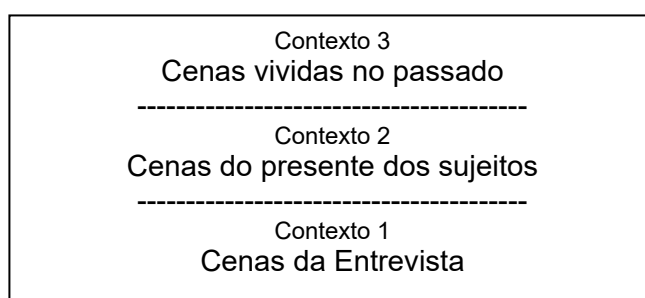 Contexto 3
Cenas vividas no passado
----------------------------------------
Contexto 2
Cenas do presente dos sujeitos
----------------------------------------
Contexto 1
Cenas da Entrevista